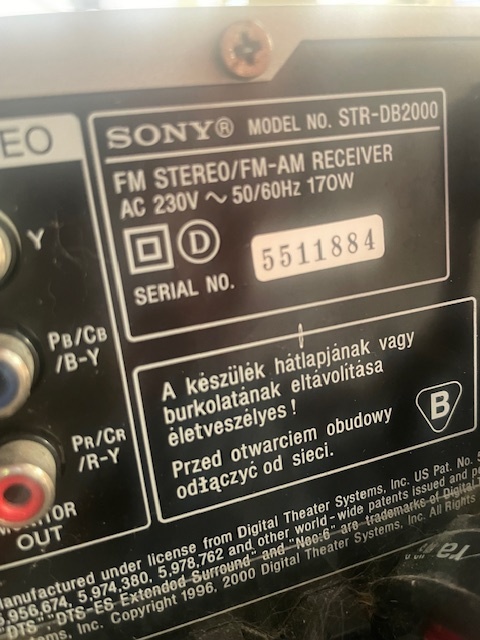 EO
SONY® MODEL NO. STR-DB2000
FM STEREO/FM-AM RECEIVER
AC 230V ~ 50/60Hz 170W
D
SERIAL NO. 5511884
Y
PB/CB
/B-Y
PR/CR
/R-Y
OUT
A készülék hátlapjának vagy
burkolatának eltávolítása
életveszélyes!
Przed otwarciem obudowy
odłączyć od sieci.
B
anufactured under license from Digital Theater Systems, Inc. US Pat. No. 5
,956,674, 5,974,380, 5,978,762 and other world-wide patents issued and p
"DTS", "DTS-ES Extended Surround" and "Neo:6" are trademarks of Digital T
ems, Inc. Copyright 1996, 2000 Digital Theater Systems, Inc. All Rights